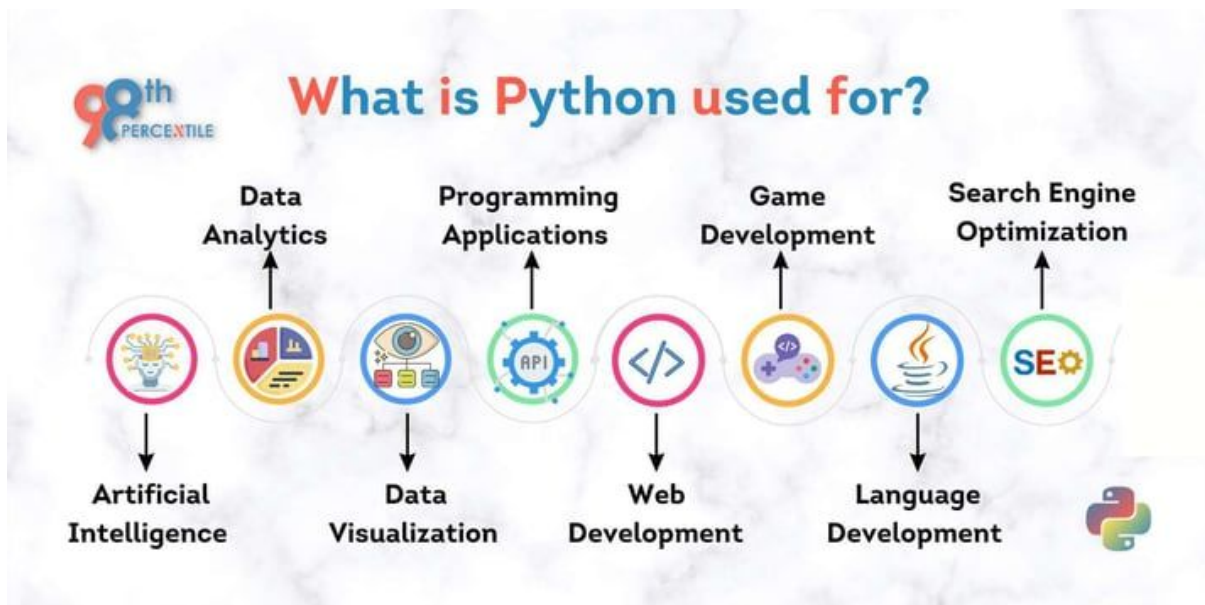 98th
PERCENTILE
What is Python used for?
Data
Analytics
Programming
Applications
Game
Development
Search Engine
Optimization
API
</>
</>
SEO
Artificial
Intelligence
Data
Visualization
Web
Development
Language
Development